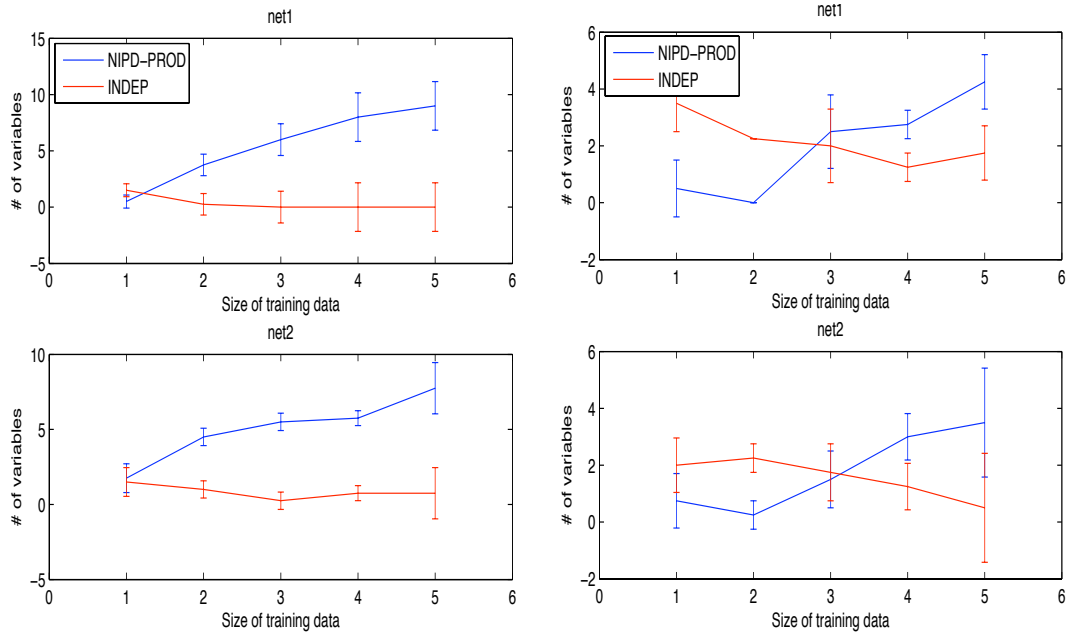 net1
15
10
5
0
−5
# of variables
NIPD−PROD
INDEP
0 1 2 3 4 5 6
Size of training data
net1
6
4
2
0
−2
# of variables
NIPD−PROD
INDEP
0 1 2 3 4 5 6
Size of training data
net2
10
5
0
−5
# of variables
0 1 2 3 4 5 6
Size of training data
net2
6
4
2
0
−2
# of variables
0 1 2 3 4 5 6
Size of training data